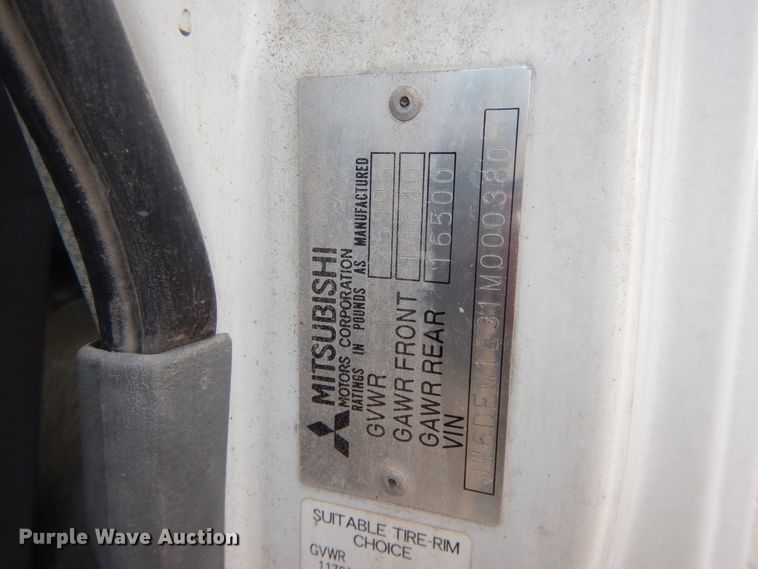 MITSUBISHI
MOTORS CORPORATION
RATINGS IN POUNDS AS MANUFACTURED
GVWR
GAWR FRONT
GAWR REAR 16500
VIN
SUITABLE TIRE-RIM
CHOICE
GVWR
Purple Wave Auction